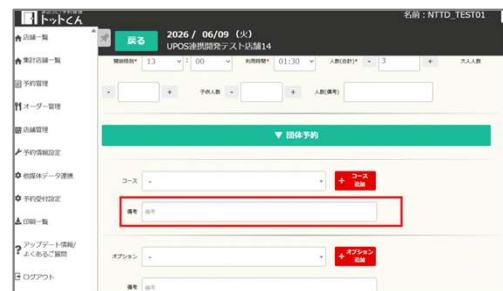 トットくん
名前：NTTD_TEST01
店舗一覧
集計店舗一覧
予約管理
オーダー管理
店舗管理
予約情報設定
他媒体データ連携
予約受付設定
印刷一覧
アップデート情報/
よくあるご質問
ログアウト
戻る
2026 / 06/09 (火)
UPOS連携開発テスト店舗14
開始時刻* 13 : 00 利用時間* 01:30 人数(合計)* - 3 + 大人人数
- + 子供人数 - + 人数(備考)
▼ 団体予約
コース - + コース
追加
備考 備考
オプション - + オプション
追加
備考 備考